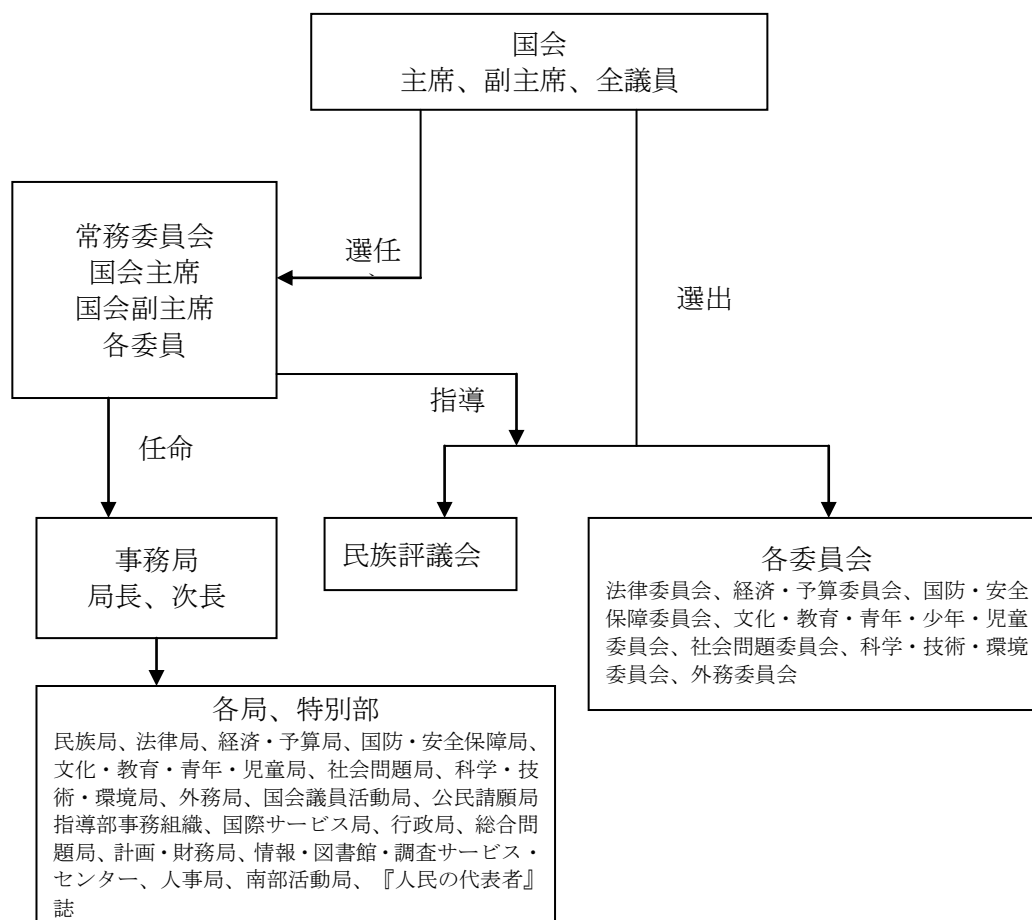 国会
主席、副主席、全議員
常務委員会
国会主席
国会副主席
各委員
選任
選出
指導
任命
事務局
局長、次長
民族評議会
各委員会
法律委員会、経済・予算委員会、国防・安全
保障委員会、文化・教育・青年・少年・児童
委員会、社会問題委員会、科学・技術・環境
委員会、外務委員会
各局、特別部
民族局、法律局、経済・予算局、国防・安全保障局、
文化・教育・青年・児童局、社会問題局、科学・技
術・環境局、外務局、国会議員活動局、公民請願局
指導部事務組織、国際サービス局、行政局、総合問
題局、計画・財務局、情報・図書館・調査サービス・
センター、人事局、南部活動局、『人民の代表者』
誌